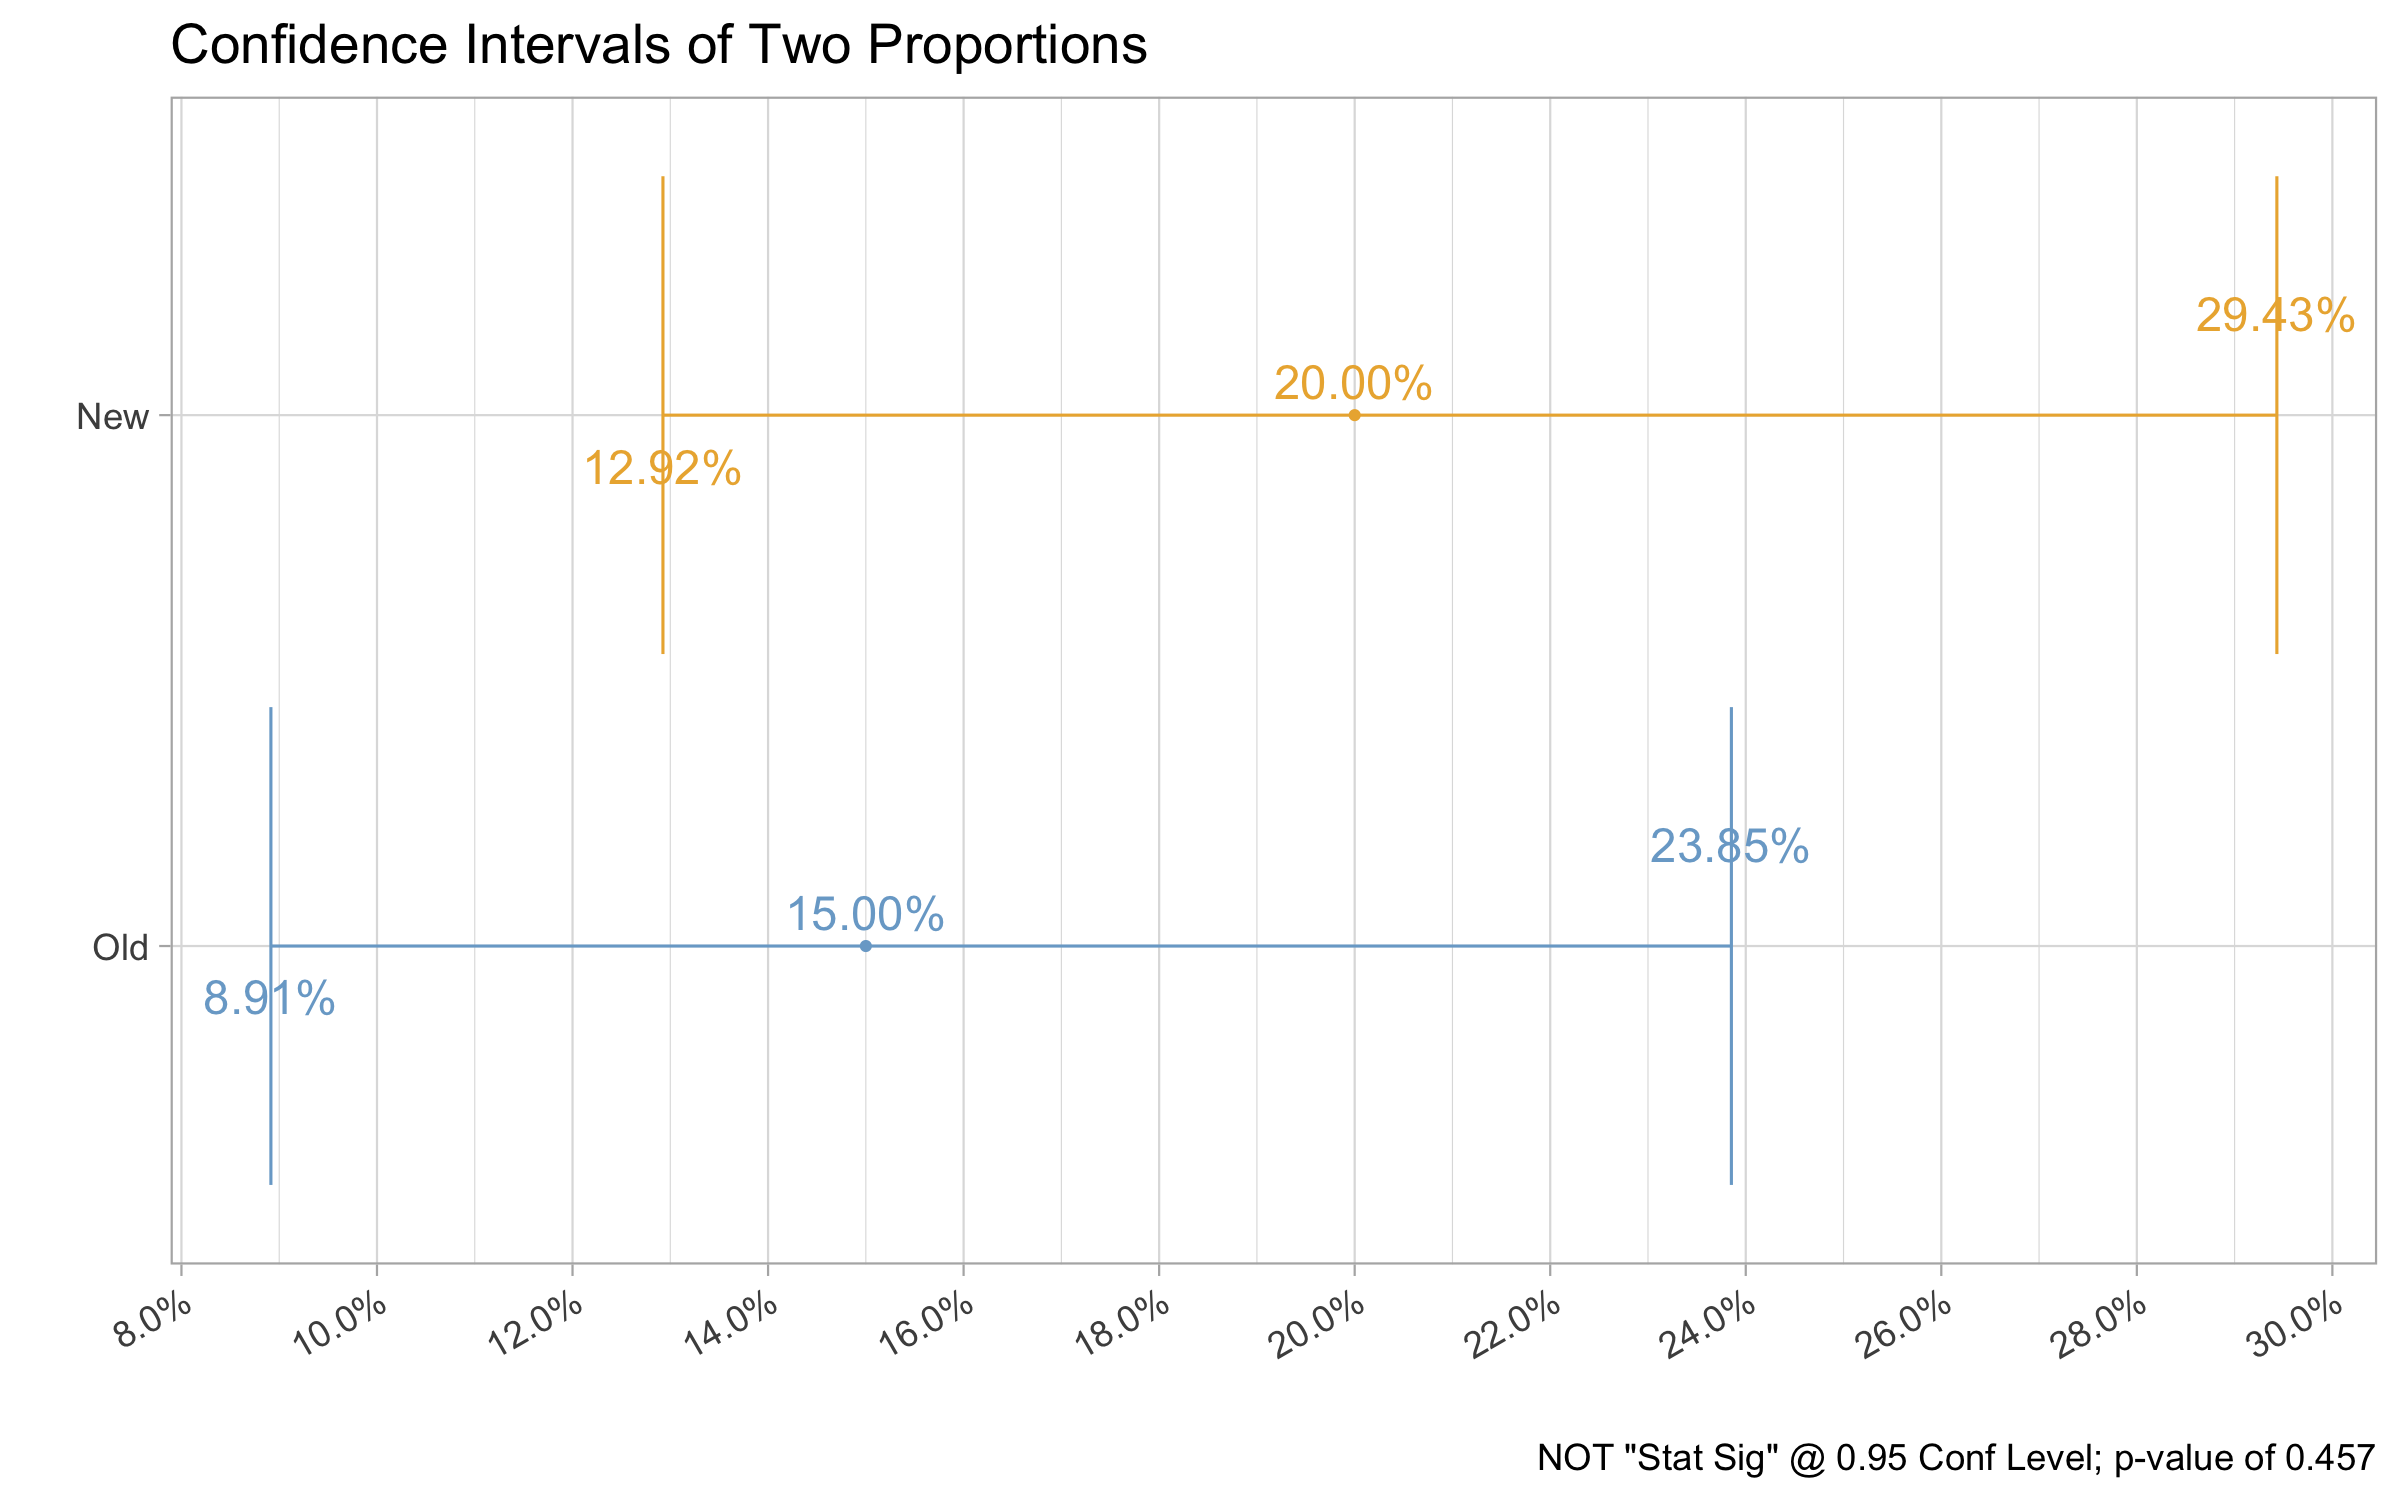 Confidence Intervals of Two Proportions
29.43%
20.00%
New
12.92%
23.85%
15.00%
Old
8.91%
8.0% 10.0% 12.0% 14.0% 16.0% 18.0% 20.0% 22.0% 24.0% 26.0% 28.0% 30.0%
NOT "Stat Sig" @ 0.95 Conf Level; p-value of 0.457